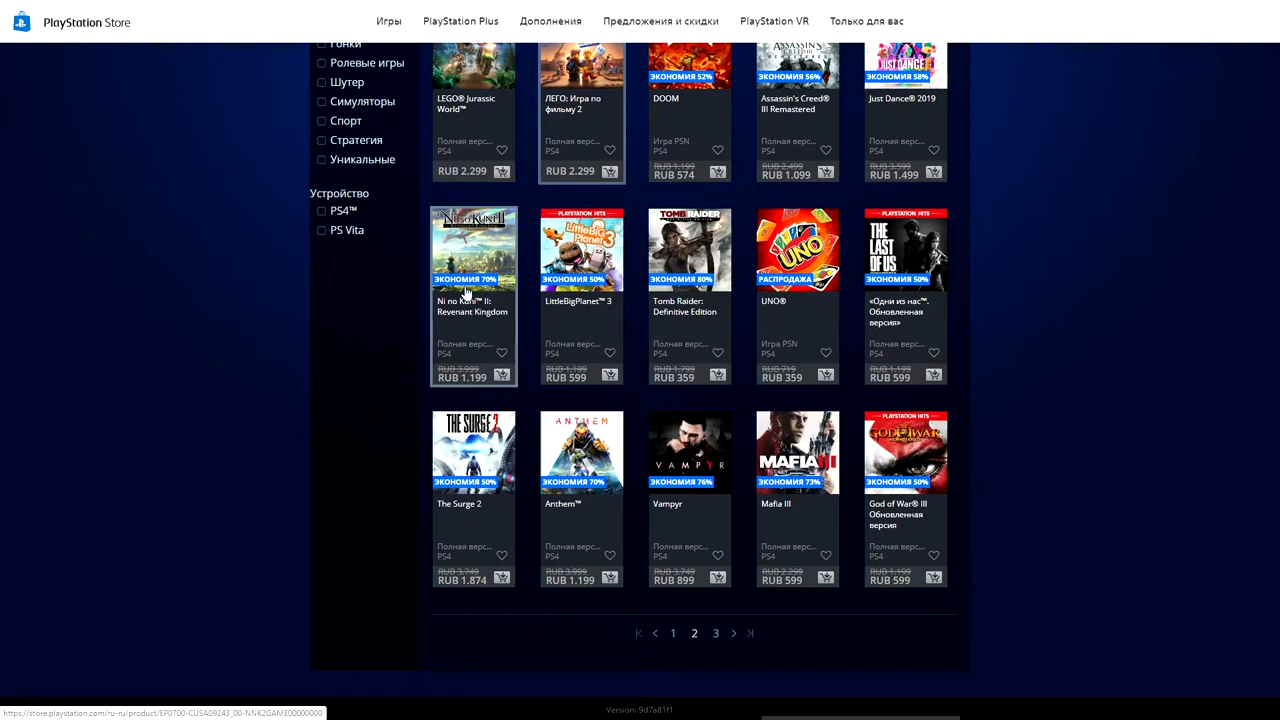 PlayStation Store
Игры
PlayStation Plus
Дополнения
Предложения и скидки
PlayStation VR
Только для вас
Гонки
Ролевые игры
Шутер
Симуляторы
Спорт
Стратегия
Уникальные
Устройство
PS4™
PS Vita
LEGO® Jurassic
World™
Полная верс...
PS4
RUB 2.299
ЛЕГО: Игра по
фильму 2
Полная верс...
PS4
RUB 2.299
ЭКОНОМИЯ 52%
DOOM
Игра PSN
PS4
RUB 1.199
RUB 574
ASSASSIN'S
CREED III
ЭКОНОМИЯ 56%
Assassin's Creed®
III Remastered
Полная верс...
PS4
RUB 2.499
RUB 1.099
JUST DANCE
ЭКОНОМИЯ 58%
Just Dance® 2019
Полная верс...
PS4
RUB 3.599
RUB 1.499
NI NO KUNI II
REVENANT KINGDOM
ЭКОНОМИЯ 70%
Ni no Kuni™ II:
Revenant Kingdom
Полная верс...
PS4
RUB 3.999
RUB 1.199
PLAYSTATION HITS
LittleBigPlanet 3
ЭКОНОМИЯ 50%
LittleBigPlanet™ 3
Полная верс...
PS4
RUB 1.199
RUB 599
TOMB RAIDER
ЭКОНОМИЯ 80%
Tomb Raider:
Definitive Edition
Полная верс...
PS4
RUB 1.799
RUB 359
UNO
РАСПРОДАЖА
UNO®
Игра PSN
PS4
RUB 719
RUB 359
PLAYSTATION HITS
THE
LAST
OF US
ЭКОНОМИЯ 50%
«Одни из нас™.
Обновленная
версия»
Полная верс...
PS4
RUB 1.199
RUB 599
THE SURGE 2
ЭКОНОМИЯ 50%
The Surge 2
Полная верс...
PS4
RUB 3.749
RUB 1.874
ANTHEM
ЭКОНОМИЯ 70%
Anthem™
Полная верс...
PS4
RUB 3.999
RUB 1.199
VAMPYR
ЭКОНОМИЯ 76%
Vampyr
Полная верс...
PS4
RUB 3.749
RUB 899
MAFIA III
ЭКОНОМИЯ 73%
Mafia III
Полная верс...
PS4
RUB 2.299
RUB 599
PLAYSTATION HITS
GOD OF WAR
ЭКОНОМИЯ 50%
God of War® III
Обновленная
версия
Полная верс...
PS4
RUB 1.199
RUB 599
1 2 3
https://store.playstation.com/ru-ru/product/EP0700-CUSA09243_00-NNK2GAME00000000
Version: 9d7a81f1